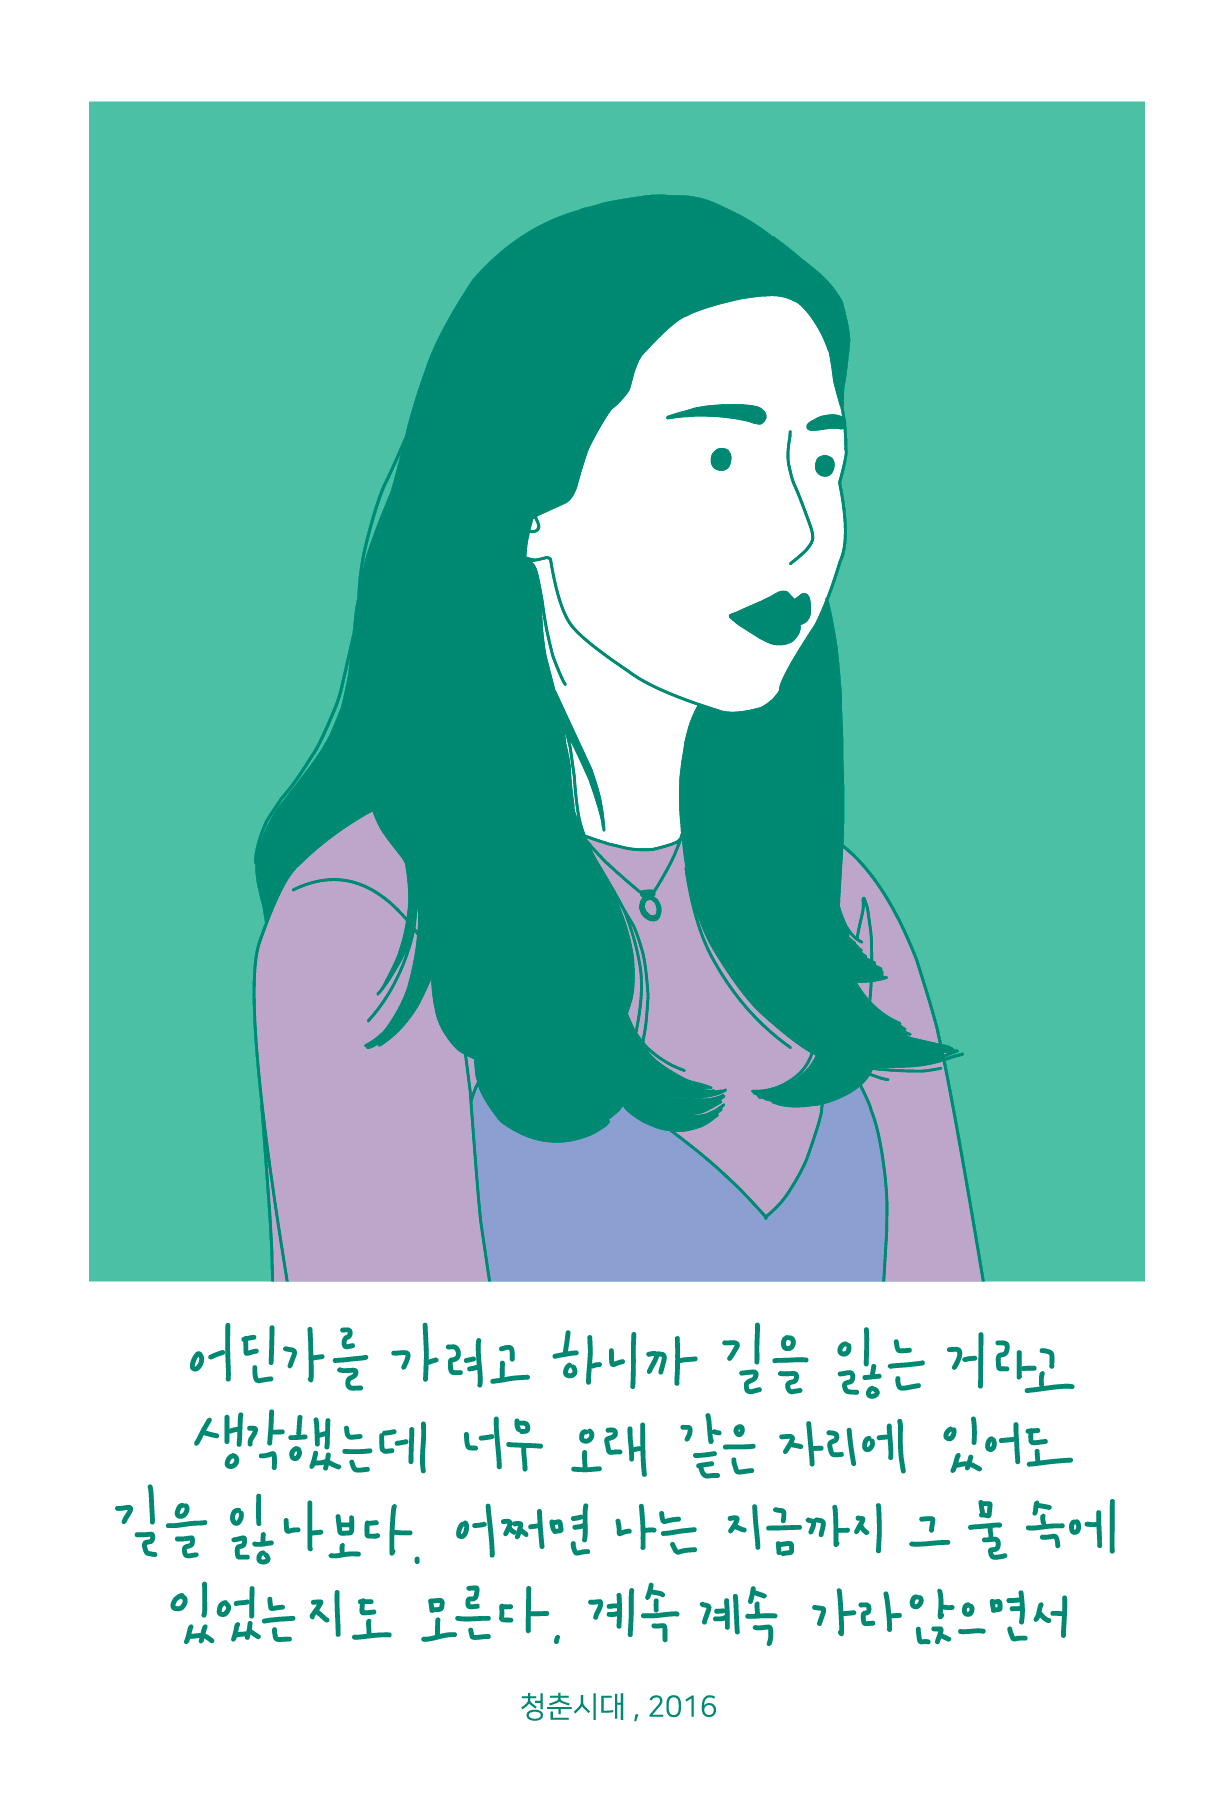 어딘가를 가려고 하니까 길을 잃는 거라고
생각했는데 너무 오래 같은 자리에 있어도
길을 잃나보다. 어쩌면 나는 지금까지 그 물 속에
있었는지도 모른다. 계속 계속 가라앉으면서
청춘시대, 2016